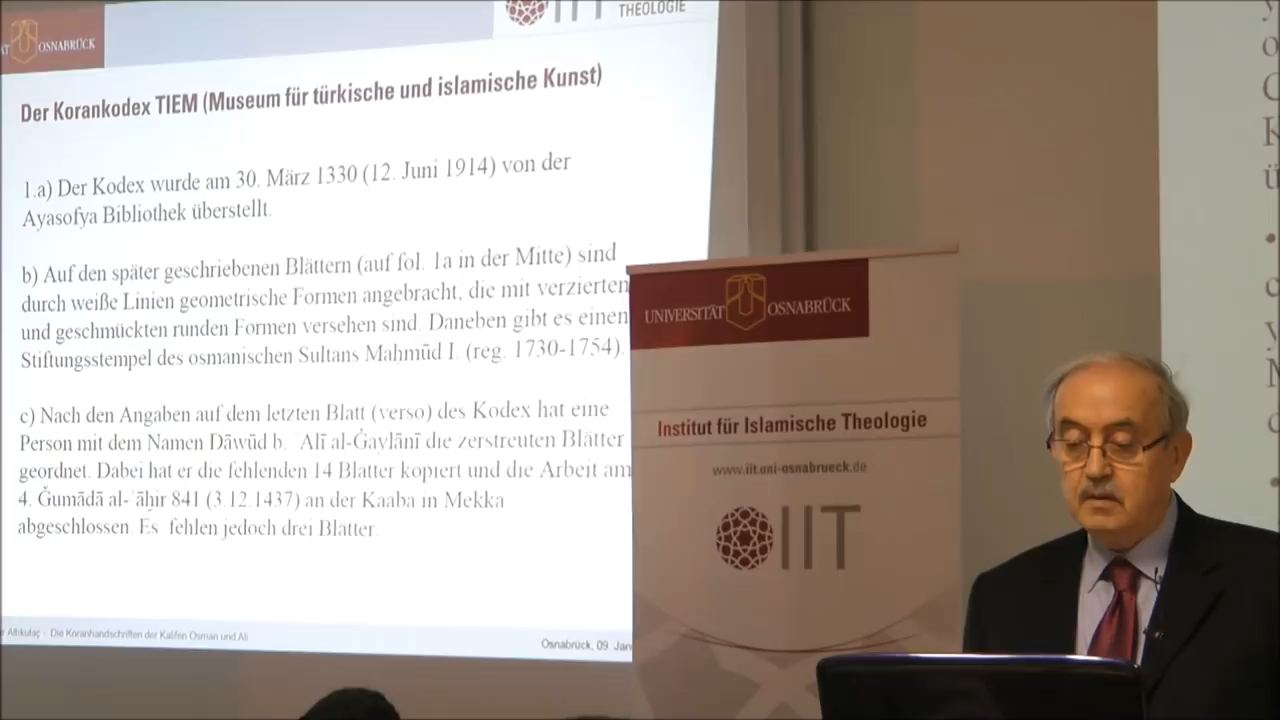 OSNABRÜCK
THEOLOGIE
Der Korankodex TIEM (Museum für türkische und islamische Kunst)
1.a) Der Kodex wurde am 30. März 1330 (12. Juni 1914) von der
Ayasofya Bibliothek überstellt.
b) Auf den später geschriebenen Blättern (auf fol. 1a in der Mitte) sind
durch weiße Linien geometrische Formen angebracht, die mit verzierten
und geschmückten runden Formen versehen sind. Daneben gibt es einen
Stiftungsstempel des osmanischen Sultans Mahmūd I. (reg. 1730-1754).
c) Nach den Angaben auf dem letzten Blatt (verso) des Kodex hat eine
Person mit dem Namen Dāwūd b. ʿAlī al-Ġaylānī die zerstreuten Blätter
geordnet. Dabei hat er die fehlenden 14 Blätter kopiert und die Arbeit am
4. Ǧumādā al-ʾāḫir 841 (3.12.1437) an der Kaaba in Mekka
abgeschlossen. Es fehlen jedoch drei Blätter.
Altıkulaç - Die Koranhandschriften der Kalifen Osman und Ali
Osnabrück, 09. Jan
UNIVERSITÄT OSNABRÜCK
Institut für Islamische Theologie
www.iit.uni-osnabrueck.de
IIT